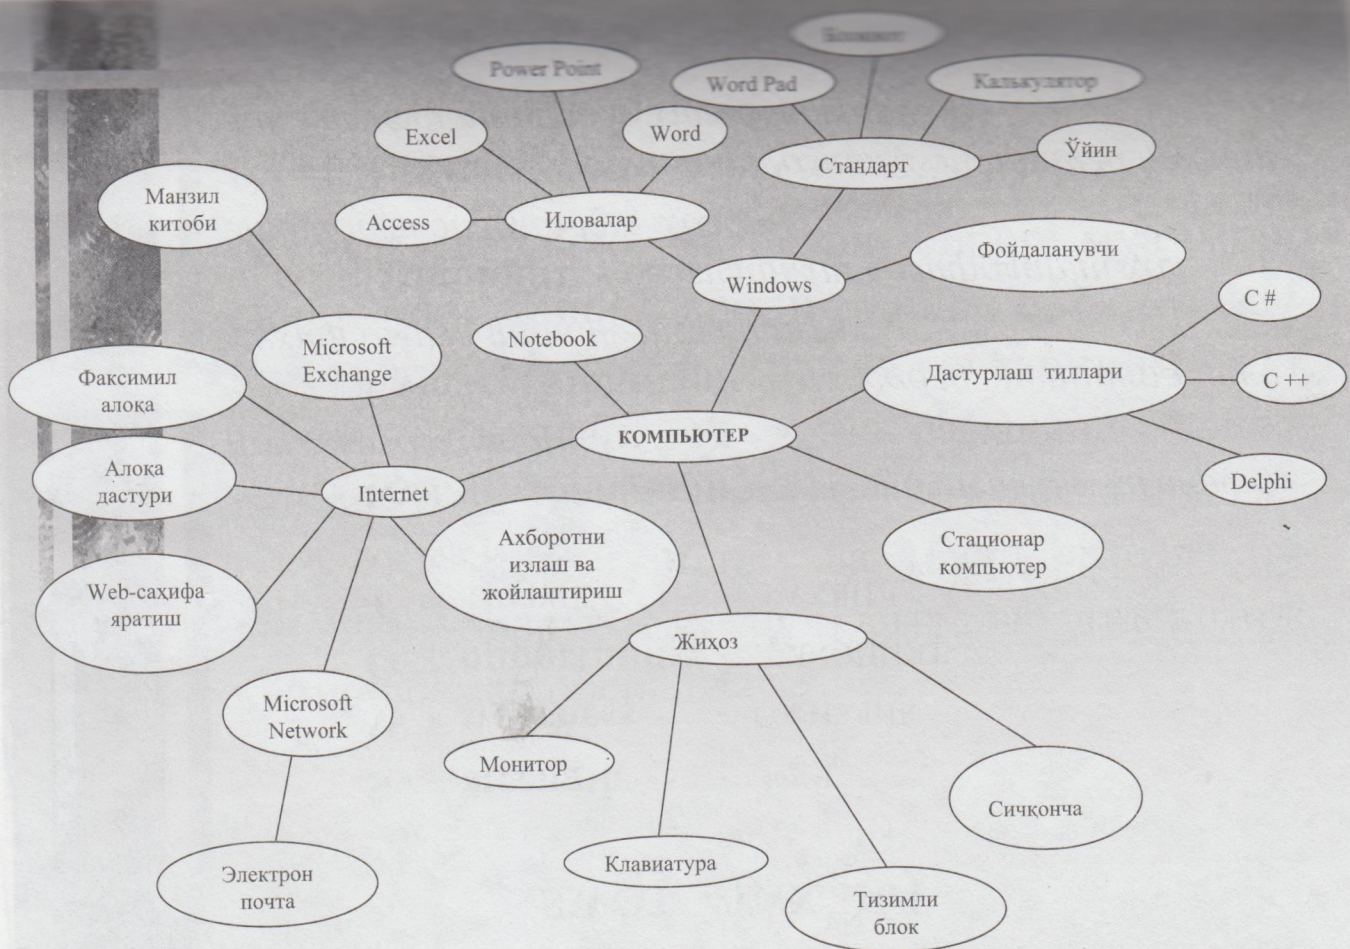 Power Point
Word Pad
Калькулятор
Excel
Word
Стандарт
Ўйин
Манзил
китоби
Access
Иловалар
Фойдаланувчи
Windows
C #
Notebook
Microsoft
Exchange
Дастурлаш тиллари
C ++
Факсимил
алоқа
КОМПЬЮТЕР
Алоқа
дастури
Internet
Delphi
Ахборотни
излаш ва
жойлаштириш
Стационар
компьютер
Web-саҳифа
яратиш
Жиҳоз
Microsoft
Network
Монитор
Сичқонча
Клавиатура
Электрон
почта
Тизимли
блок